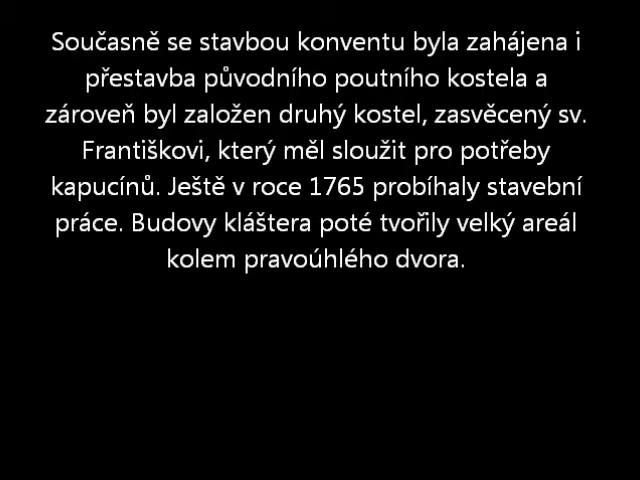 Současně se stavbou konventu byla zahájena i
přestavba původního poutního kostela a
zároveň byl založen druhý kostel, zasvěcený sv.
Františkovi, který měl sloužit pro potřeby
kapucínů. Ještě v roce 1765 probíhaly stavební
práce. Budovy kláštera poté tvořily velký areál
kolem pravoúhlého dvora.